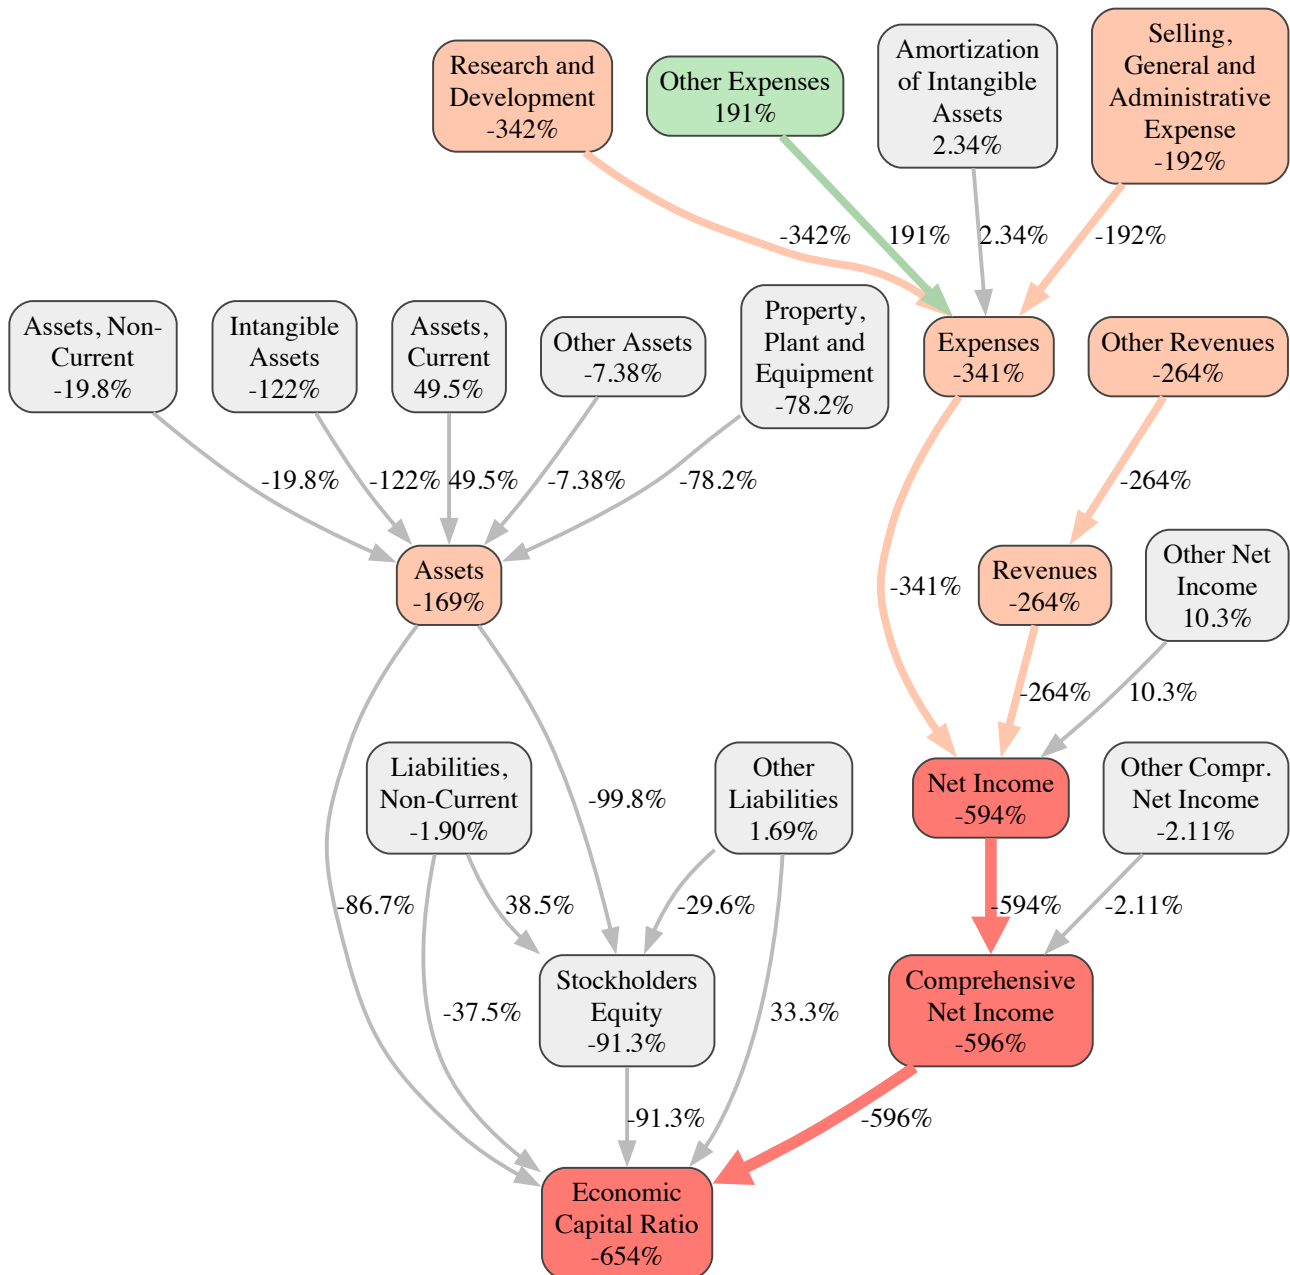 Research and
Development
-342%
Other Expenses
191%
Amortization
of Intangible
Assets
2.34%
Selling,
General and
Administrative
Expense
-192%
-342%
191%
2.34%
-192%
Assets, Non-
Current
-19.8%
Intangible
Assets
-122%
Assets,
Current
49.5%
Other Assets
-7.38%
Property,
Plant and
Equipment
-78.2%
Expenses
-341%
Other Revenues
-264%
-19.8%
-122%
49.5%
-7.38%
-78.2%
-264%
Assets
-169%
-341%
Revenues
-264%
Other Net
Income
10.3%
-264%
10.3%
Liabilities,
Non-Current
-1.90%
-99.8%
Other
Liabilities
1.69%
Net Income
-594%
Other Compr.
Net Income
-2.11%
-86.7%
38.5%
-29.6%
-594%
-2.11%
-37.5%
Stockholders
Equity
-91.3%
33.3%
Comprehensive
Net Income
-596%
-91.3%
-596%
Economic
Capital Ratio
-654%